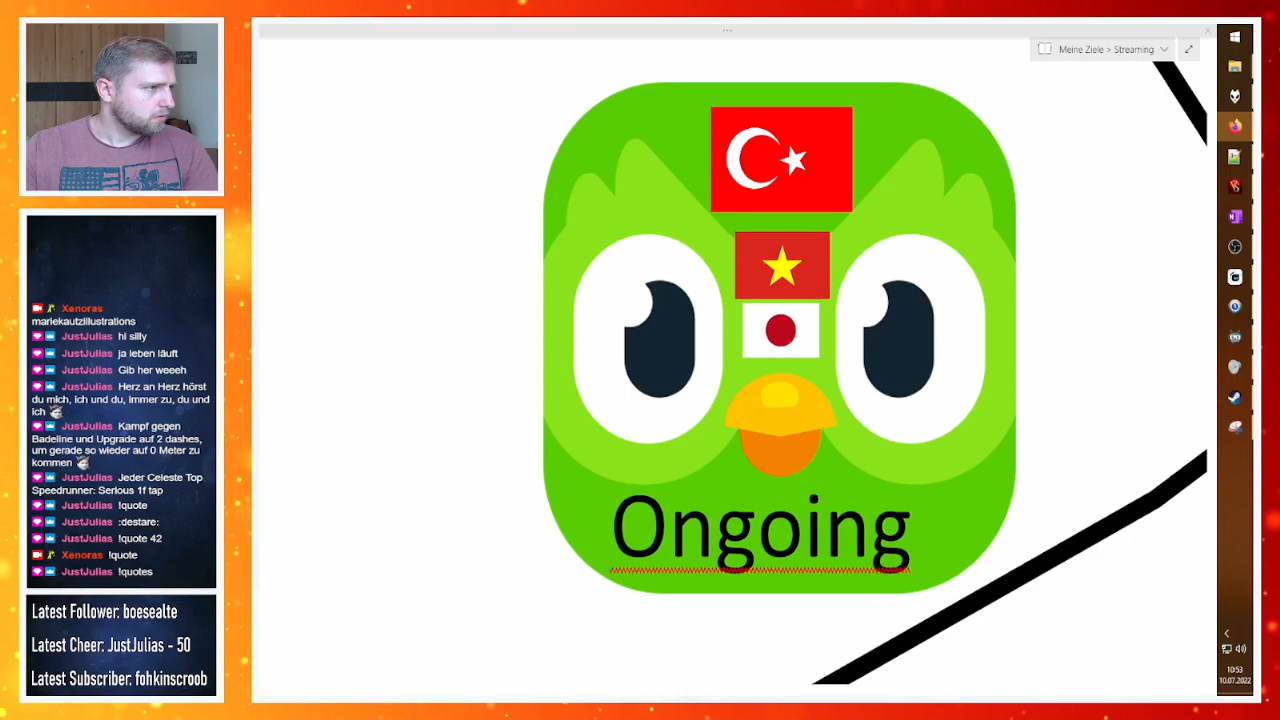 Meine Ziele > Streaming
Ongoing
Xenoras
mariekautzillustrations
JustJulias hi silly
JustJulias ja leben läuft
JustJulias Gib her weeeh
JustJulias Herz an Herz hörst
du mich, ich und du, immer zu, du und
ich
JustJulias Kampf gegen
Badeline und Upgrade auf 2 dashes,
um gerade so wieder auf 0 Meter zu
kommen
JustJulias Jeder Celeste Top
Speedrunner: Serious 1f tap
JustJulias !quote
JustJulias :destare:
JustJulias !quote 42
Xenoras !quote
JustJulias !quotes
Latest Follower: boesealte
Latest Cheer: JustJulias - 50
Latest Subscriber: fohkinscroob
10:53
10.07.2022